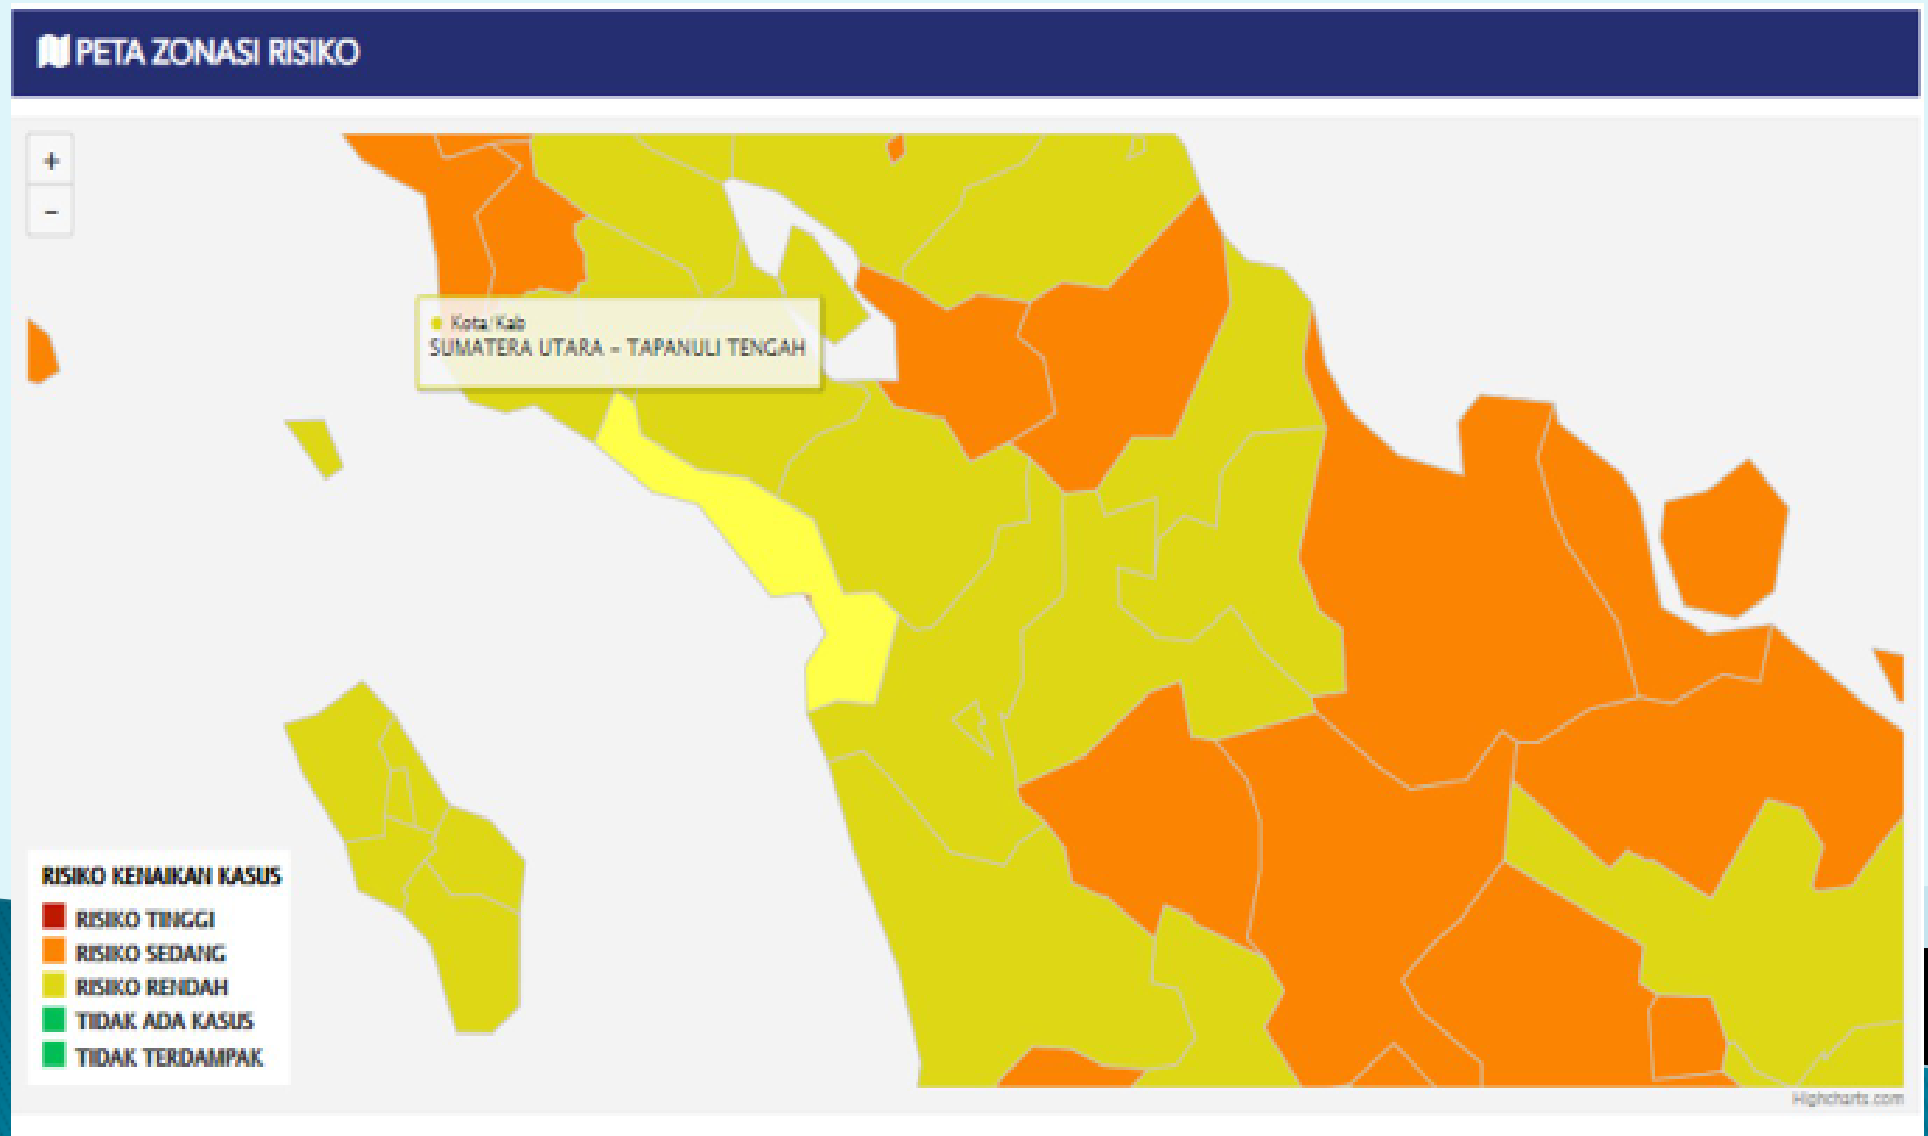 PETA ZONASI RISIKO
+
−
Kota/Kab
SUMATERA UTARA - TAPANULI TENGAH
RISIKO KENAIKAN KASUS
RISIKO TINGGI
RISIKO SEDANG
RISIKO RENDAH
TIDAK ADA KASUS
TIDAK TERDAMPAK
Highcharts.com